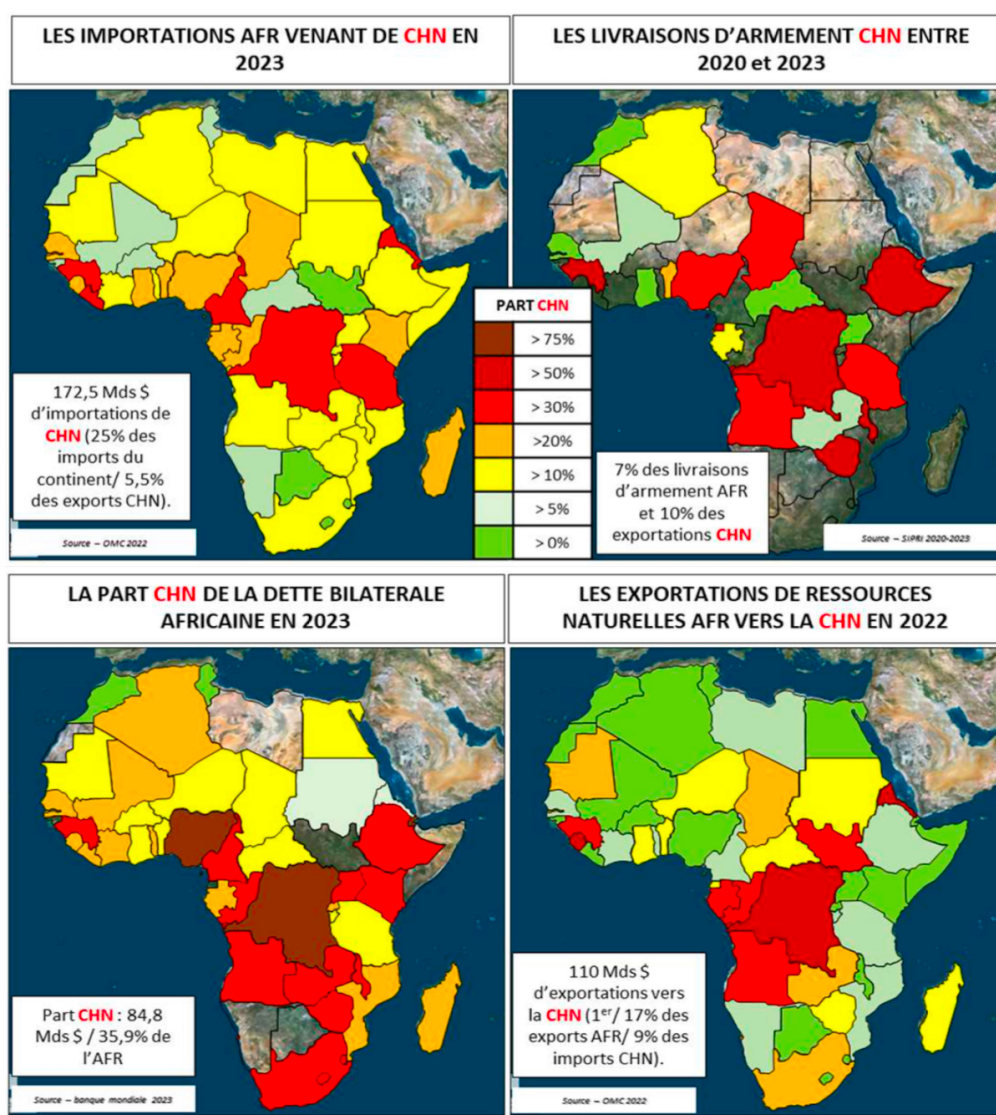 LES IMPORTATIONS AFR VENANT DE CHN EN
2023
LES LIVRAISONS D’ARMEMENT CHN ENTRE
2020 et 2023
172,5 Mds $
d’importations de
CHN (25% des
imports du
continent/ 5,5%
des exports CHN).
Source – OMC 2022
PART CHN
> 75%
> 50%
> 30%
>20%
> 10%
> 5%
> 0%
7% des livraisons
d’armement AFR
et 10% des
exportations CHN
Source – SIPRI 2020-2023
LA PART CHN DE LA DETTE BILATERALE
AFRICAINE EN 2023
LES EXPORTATIONS DE RESSOURCES
NATURELLES AFR VERS LA CHN EN 2022
Part CHN : 84,8
Mds $ / 35,9% de
l’AFR
Source – banque mondiale 2023
110 Mds $
d’exportations vers
la CHN (1er/ 17% des
exports AFR/ 9% des
imports CHN).
Source – OMC 2022